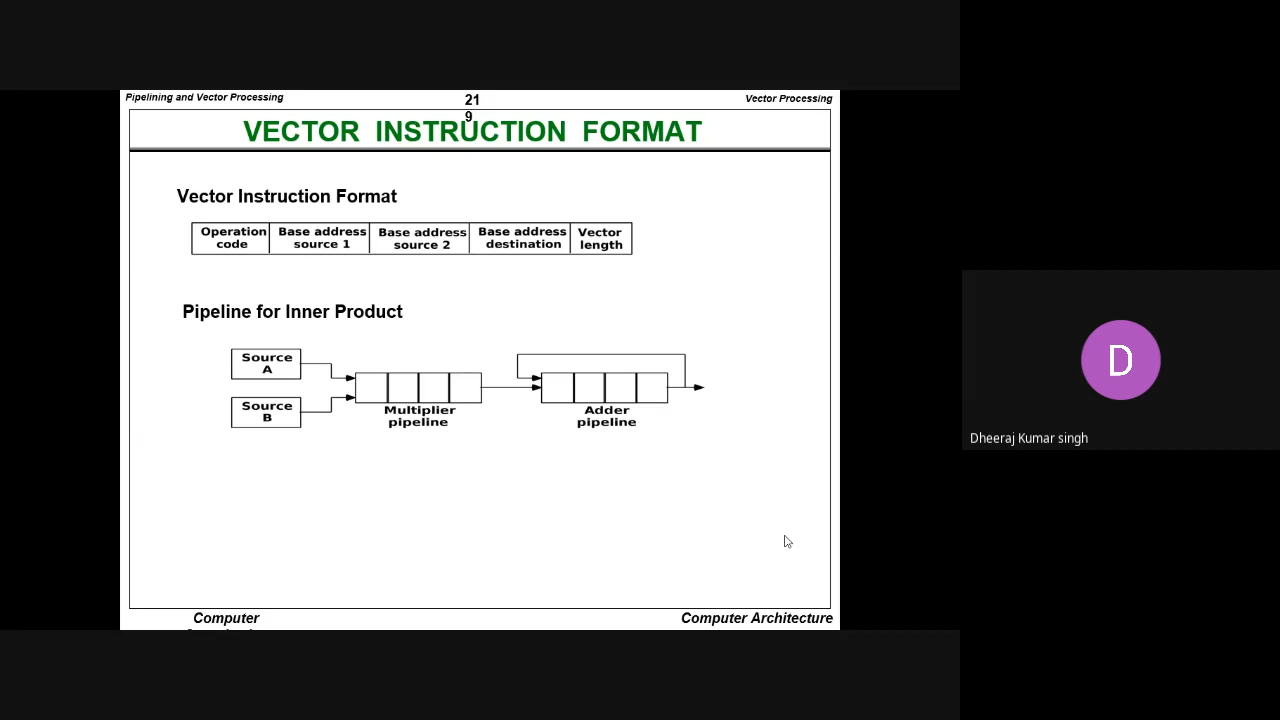 Pipelining and Vector Processing
21
9
Vector Processing
VECTOR INSTRUCTION FORMAT
Vector Instruction Format
Operation code
Base address source 1
Base address source 2
Base address destination
Vector length
Pipeline for Inner Product
Source A
Source B
Multiplier pipeline
Adder pipeline
Computer
Computer Architecture
D
Dheeraj Kumar singh